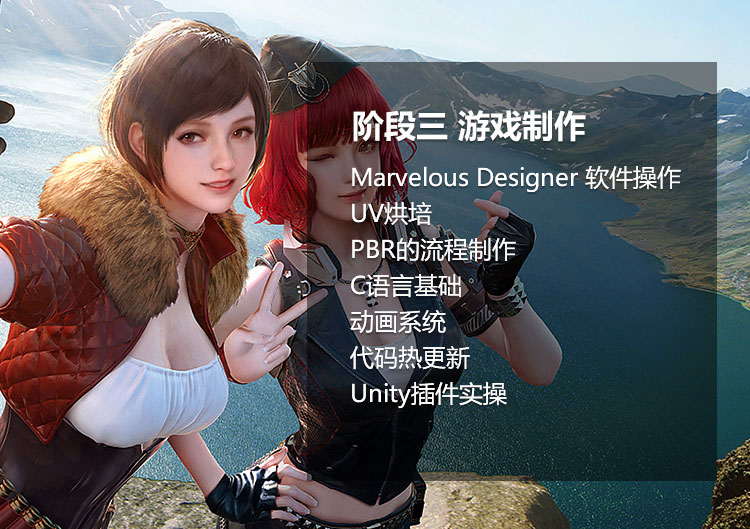 阶段三 游戏制作
Marvelous Designer 软件操作
UV烘培
PBR的流程制作
C语言基础
动画系统
代码热更新
Unity插件实操